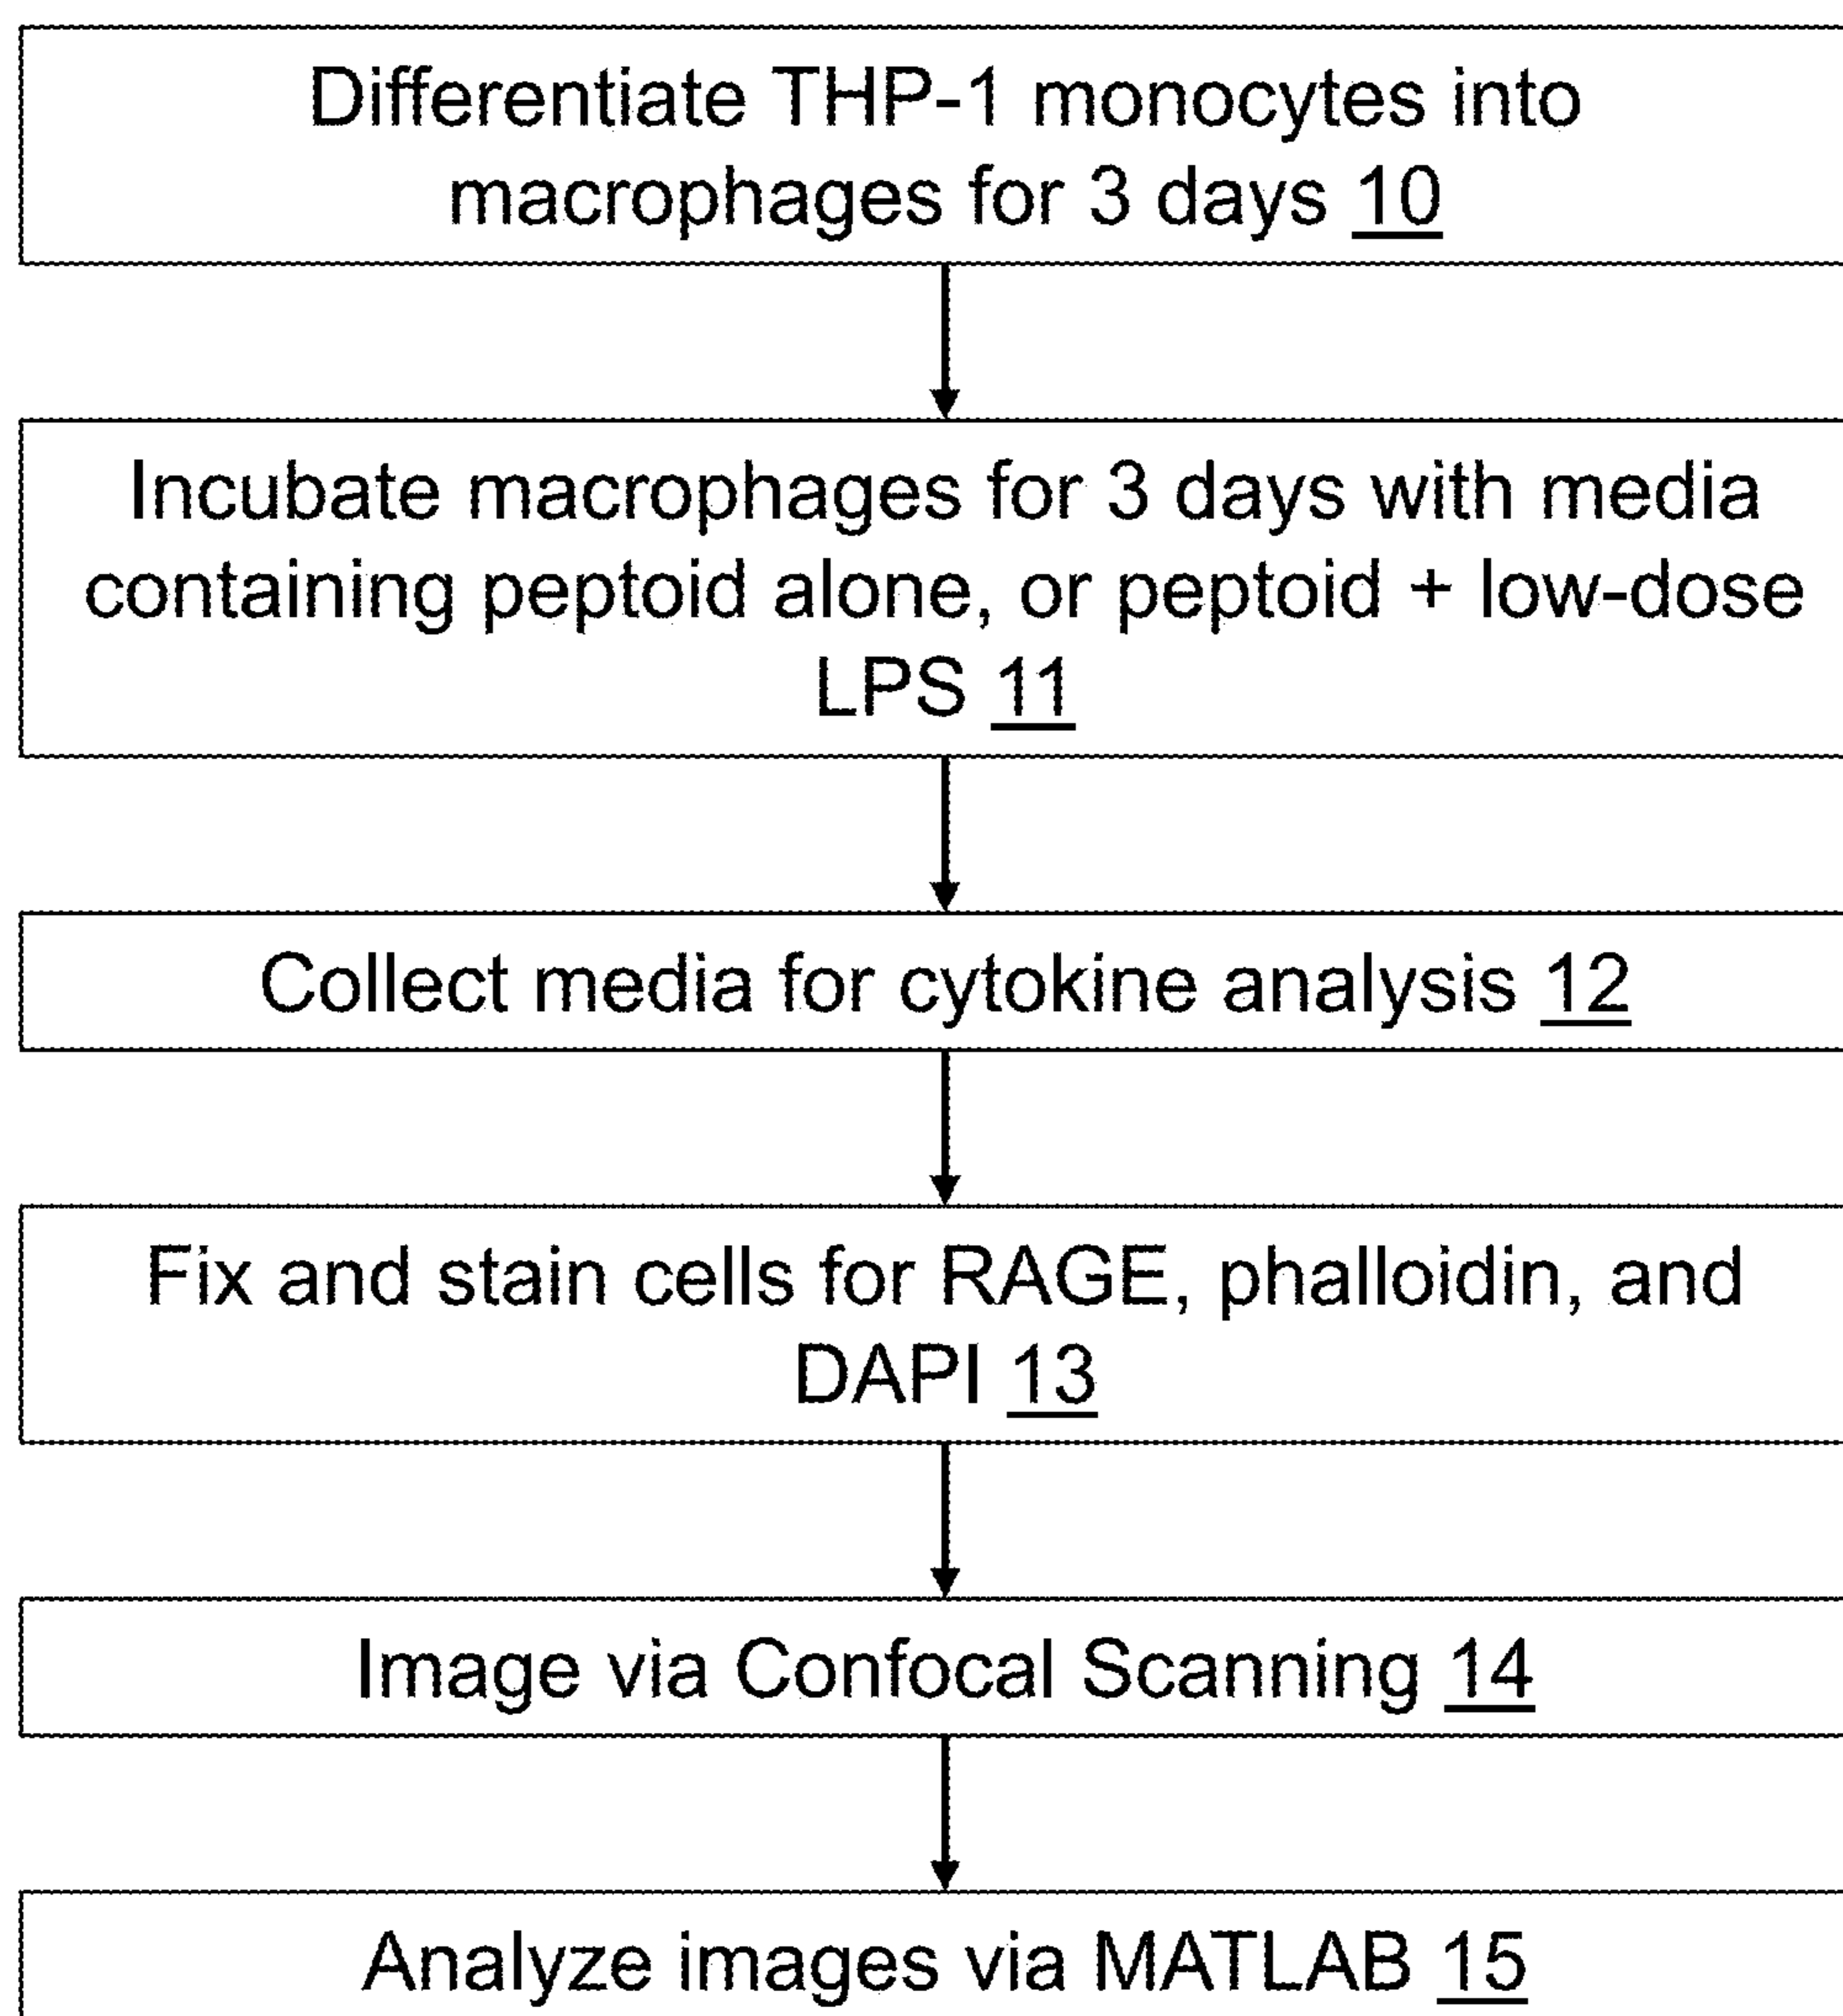 Differentiate THP-1 monocytes into
macrophages for 3 days 10
Incubate macrophages for 3 days with media
containing peptoid alone, or peptoid + low-dose
LPS 11
Collect media for cytokine analysis 12
Fix and stain cells for RAGE, phalloidin, and
DAPI 13
Image via Confocal Scanning 14
Analyze images via MATLAB 15